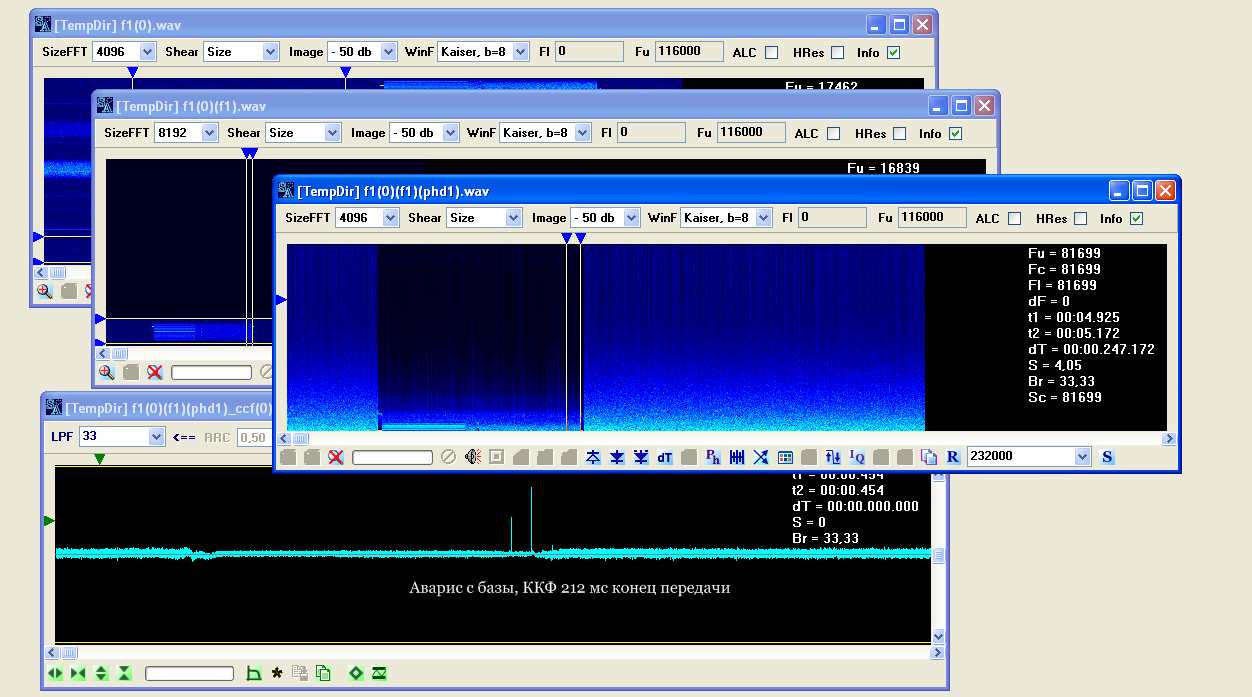 [TempDir] f1(0).wav
SizeFFT 4096 Shear Size Image - 50 db WinF Kaiser, b=8 Fl 0 Fu 116000 ALC HRes Info
Fu = 17462
[TempDir] f1(0)(f1).wav
SizeFFT 8192 Shear Size Image - 50 db WinF Kaiser, b=8 Fl 0 Fu 116000 ALC HRes Info
Fu = 16839
[TempDir] f1(0)(f1)(phd1).wav
SizeFFT 4096 Shear Size Image - 50 db WinF Kaiser, b=8 Fl 0 Fu 116000 ALC HRes Info
Fu = 81699
Fc = 81699
Fl = 81699
dF = 0
t1 = 00:04.925
t2 = 00:05.172
dT = 00:00.247.172
S = 4,05
Br = 33,33
Sc = 81699
dT Ph IQ R 232000 S
[TempDir] f1(0)(f1)(phd1)_ccf(0)
LPF 33 <== RRC 0,50
t1 = 00:00.454
t2 = 00:00.454
dT = 00:00.000.000
S = 0
Br = 33,33
Аварис с базы, ККФ 212 мс конец передачи